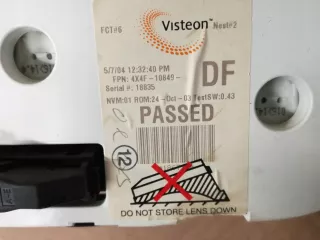 FCT#6
Visteon™ Nest#2
5/7/04 12:32:40 PM
FPN: 4X4F-10849-
DF
Serial #: 18835
NVM:01 ROM:24-Oct-03 TestSW:0.43
PASSED
12
DO NOT STORE LENS DOWN